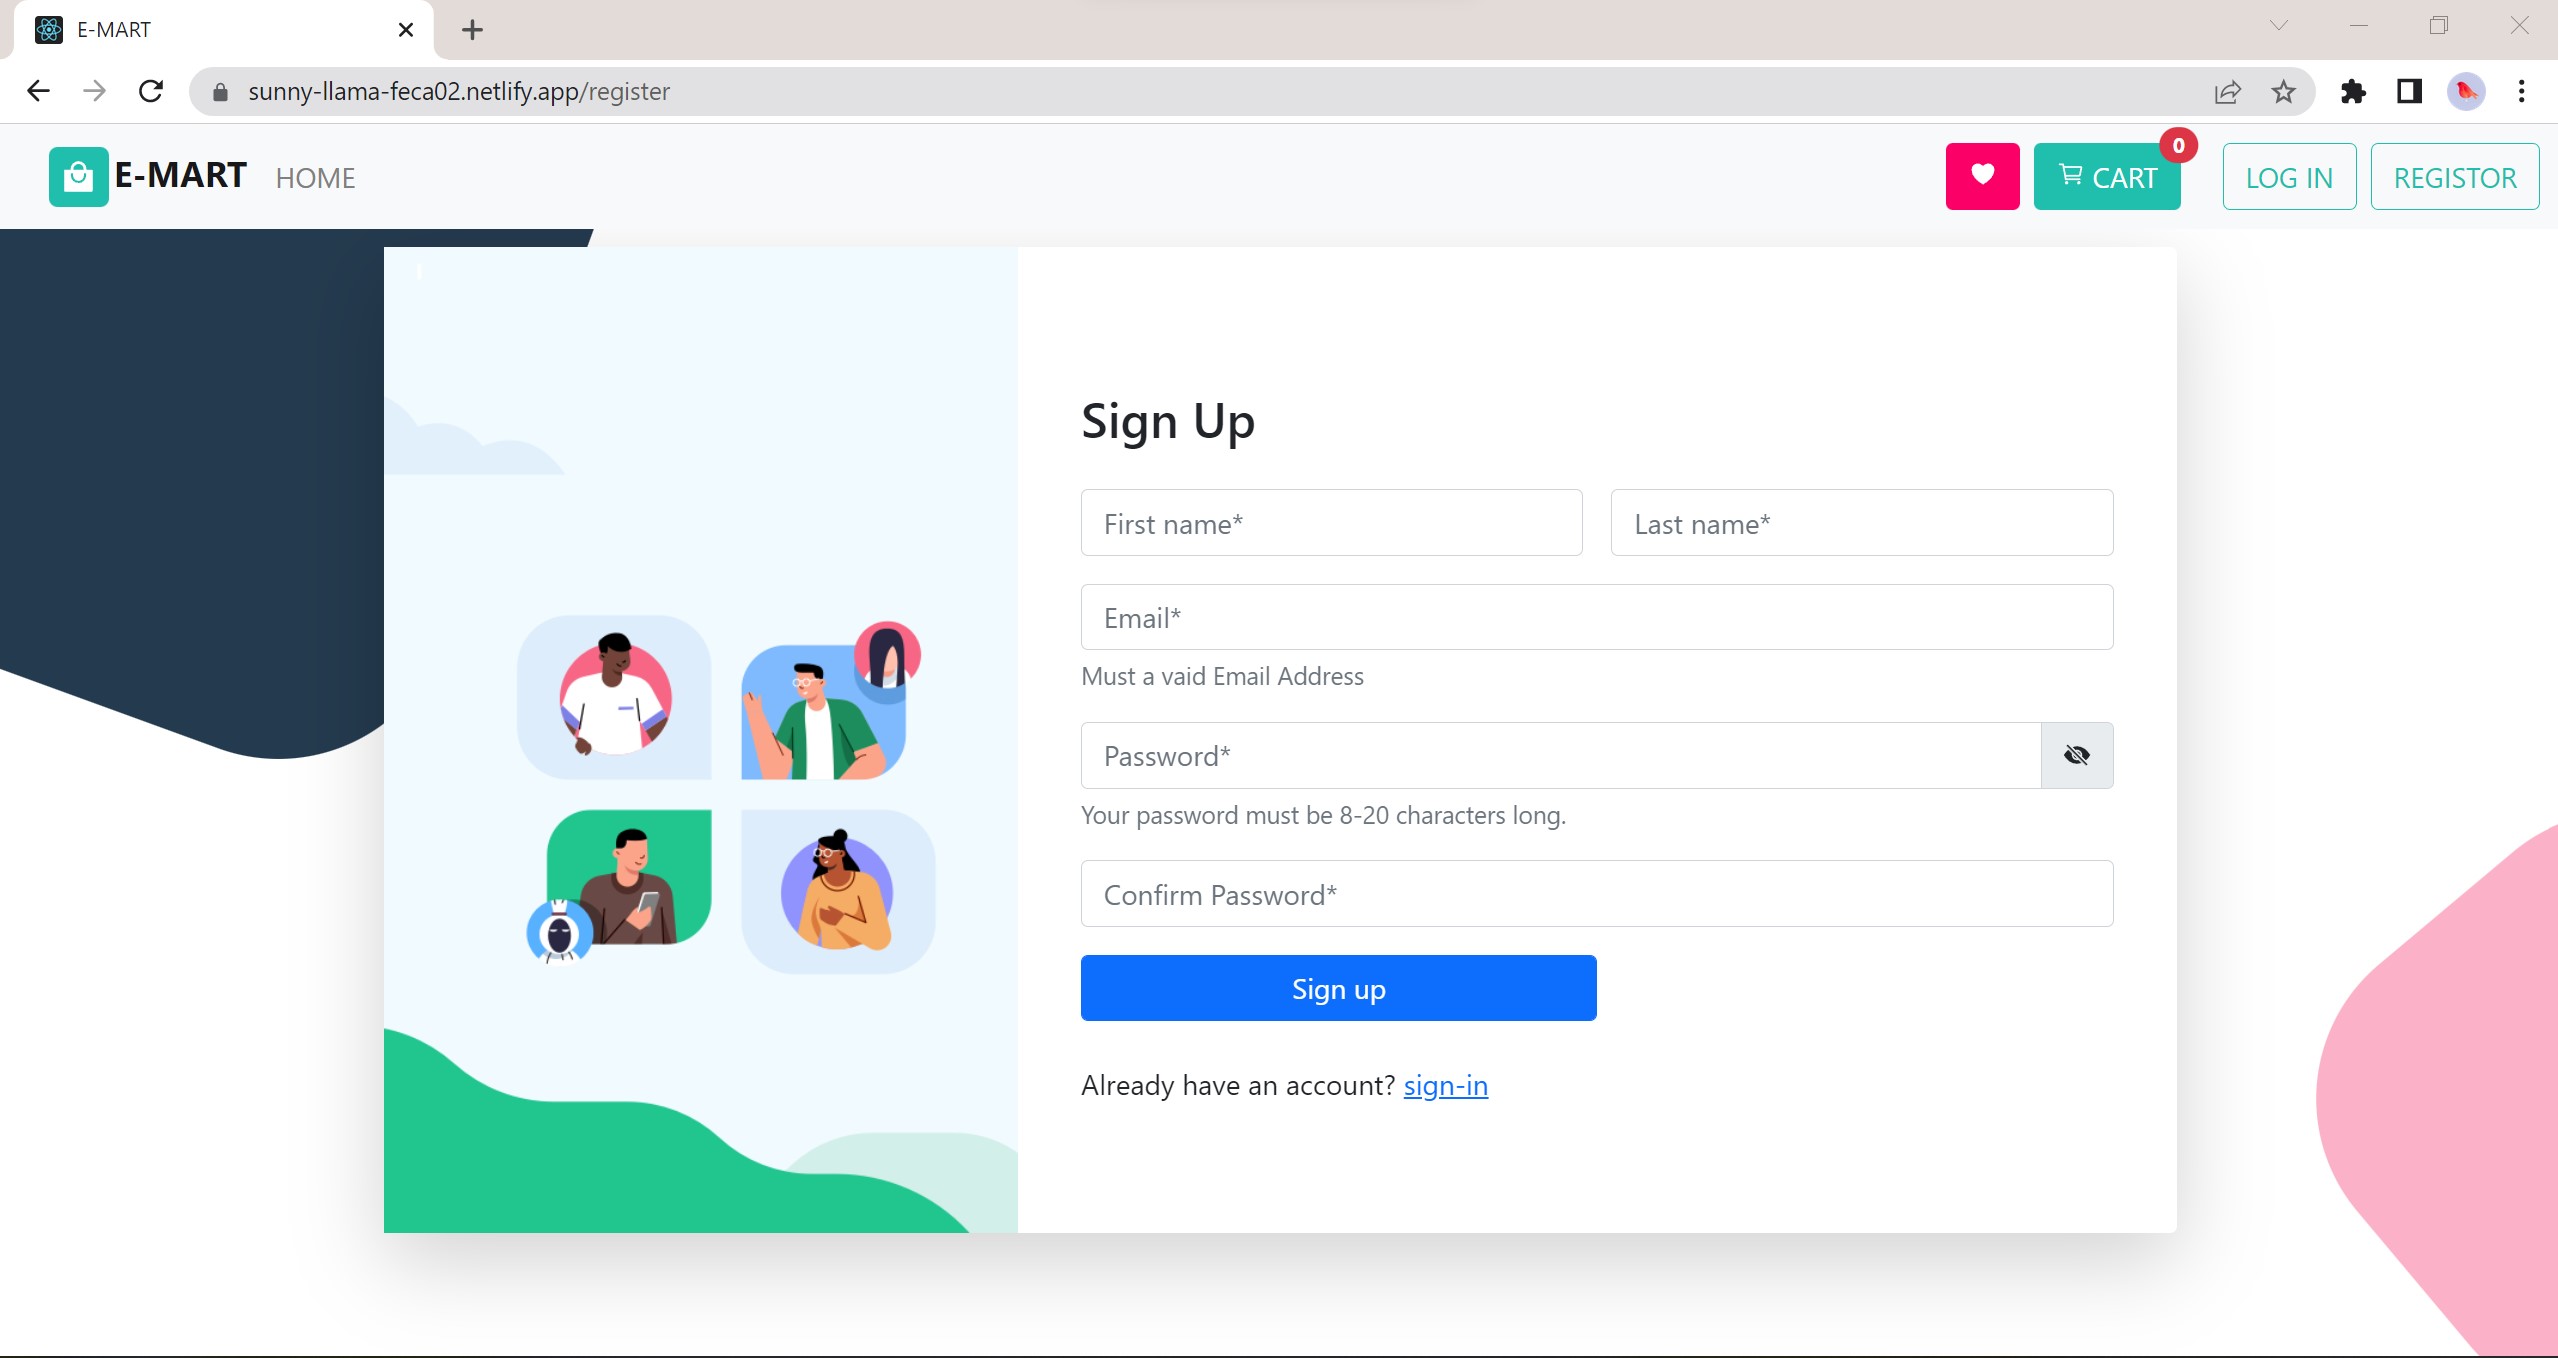 E-MART
sunny-llama-feca02.netlify.app/register
E-MART HOME CART 0 LOG IN REGISTOR
Sign Up
First name* Last name*
Email*
Must a vaid Email Address
Password*
Your password must be 8-20 characters long.
Confirm Password*
Sign up
Already have an account? sign-in